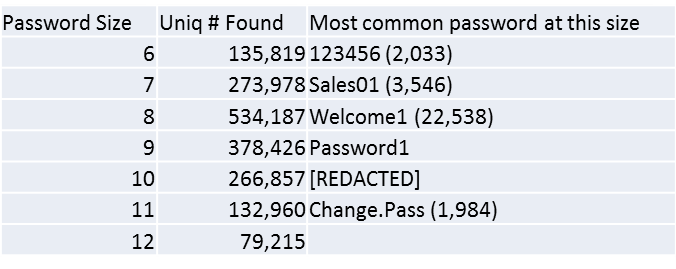 Password Size Uniq # Found Most common password at this size
6 135,819 123456 (2,033)
7 273,978 Sales01 (3,546)
8 534,187 Welcome1 (22,538)
9 378,426 Password1
10 266,857 [REDACTED]
11 132,960 Change.Pass (1,984)
12 79,215